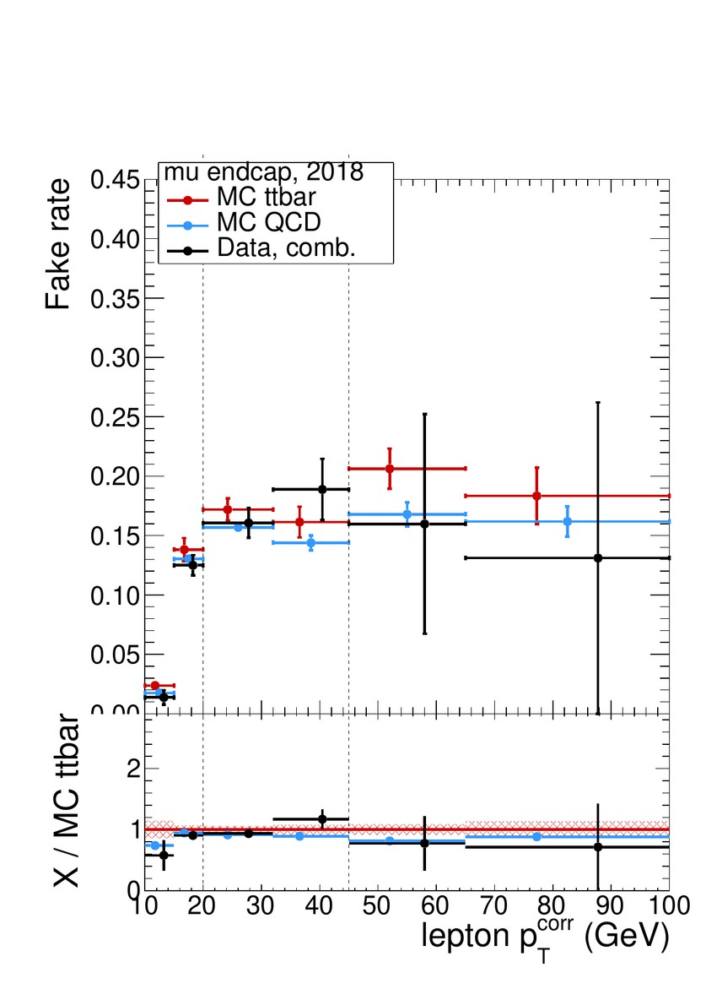 mu endcap, 2018
MC ttbar
MC QCD
Data, comb.
Fake rate
0.45
0.40
0.35
0.30
0.25
0.20
0.15
0.10
0.05
0.00
X / MC ttbar
2
1
0
10 20 30 40 50 60 70 80 90 100
lepton p_T^corr (GeV)